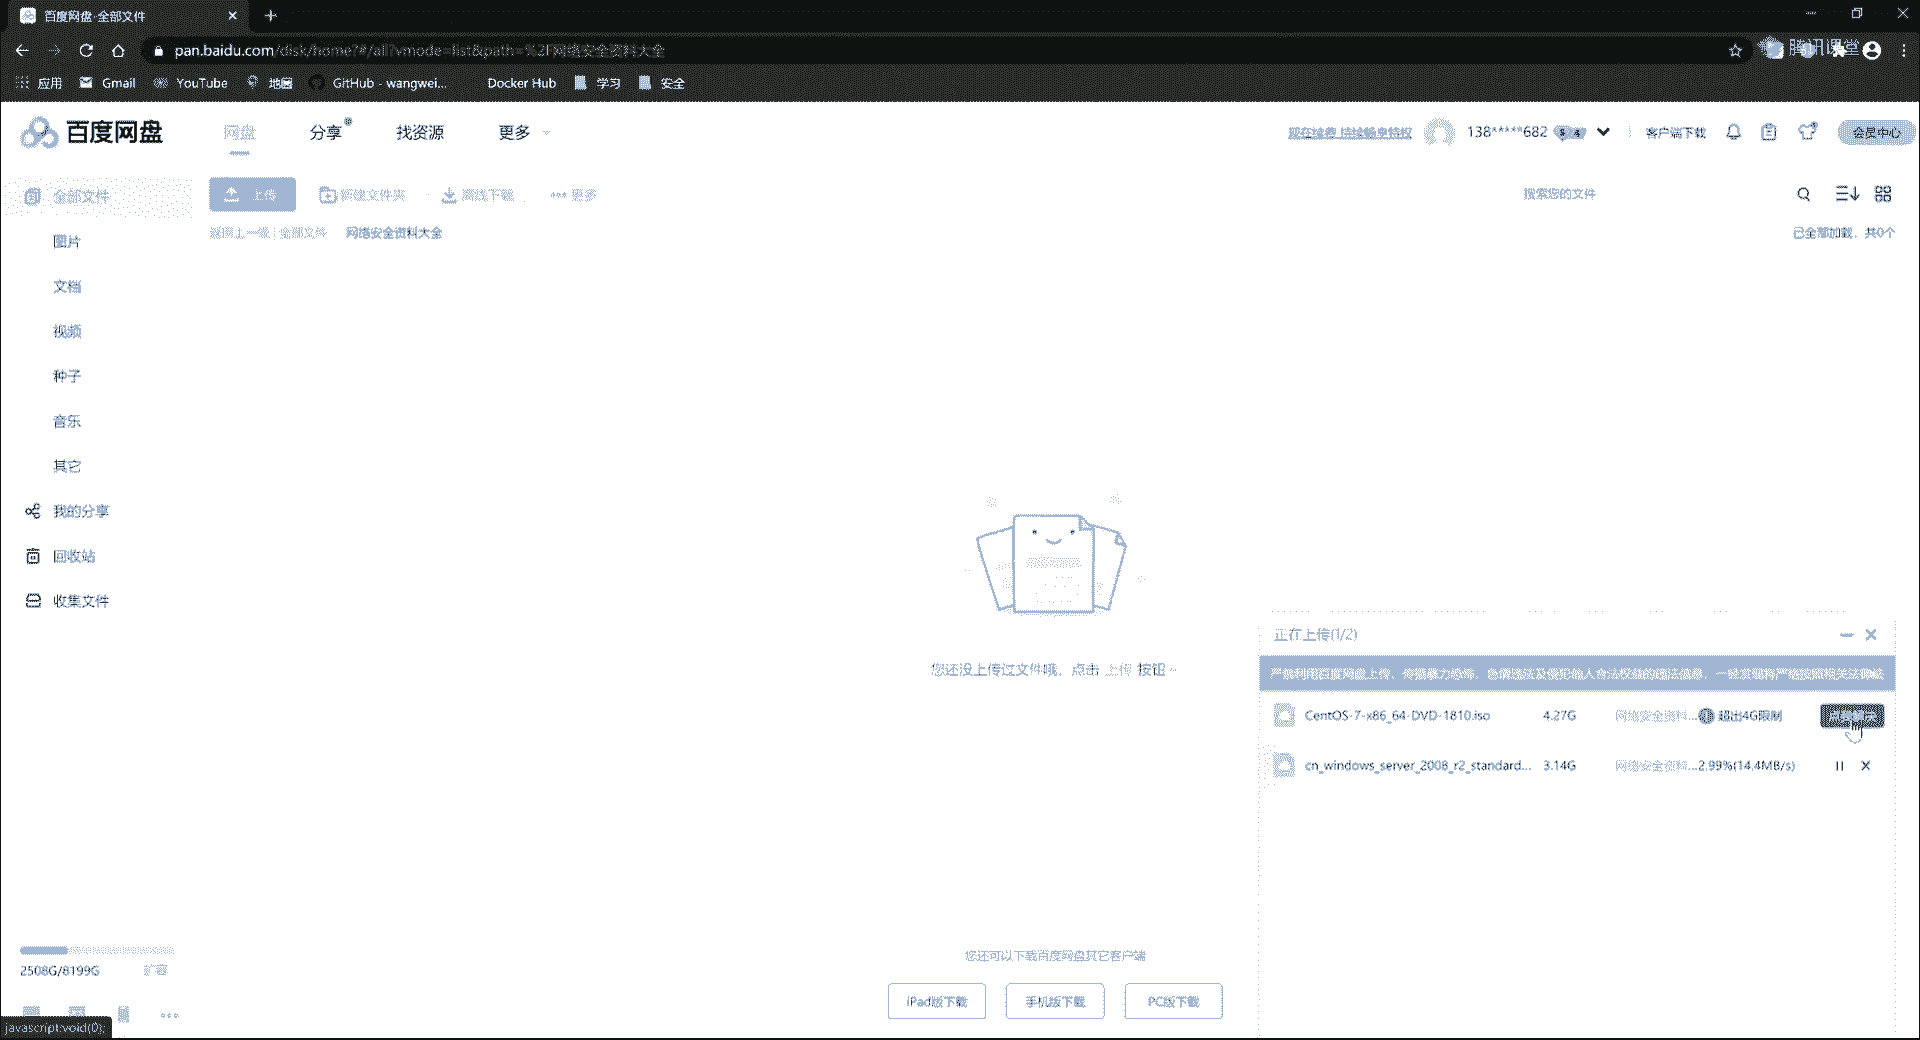 百度网盘-全部文件
pan.baidu.com/disk/home?#/all?vmode=list&path=%2F网络安全资料大全
腾讯课堂
应用 Gmail YouTube 地图 GitHub - wangwei... Docker Hub 学习 安全
百度网盘 网盘 分享 找资源 更多
现在续费 持续畅享特权 138*****682 客户端下载 会员中心
全部文件 上传 新建文件夹 离线下载 更多 搜索您的文件
返回上一级 | 全部文件 网络安全资料大全 已全部加载，共0个
图片
文档
视频
种子
音乐
其它
我的分享
回收站
收集文件
您还没上传过文件哦，点击 上传 按钮~
正在上传(1/2)
严禁利用百度网盘上传、传播暴力恐怖、色情违法及侵犯他人合法权益的违法信息，一经发现将严格按照相关法律
CentOS-7-x86_64-DVD-1810.iso 4.27G 网络安全资料... 超出4G限制 点我解决
cn_windows_server_2008_r2_standard... 3.14G 网络安全资料... 2.99%(14.4MB/s)
您还可以下载百度网盘其它客户端
2508G/8199G 扩容
iPad版下载 手机版下载 PC版下载
javascript:void(0);